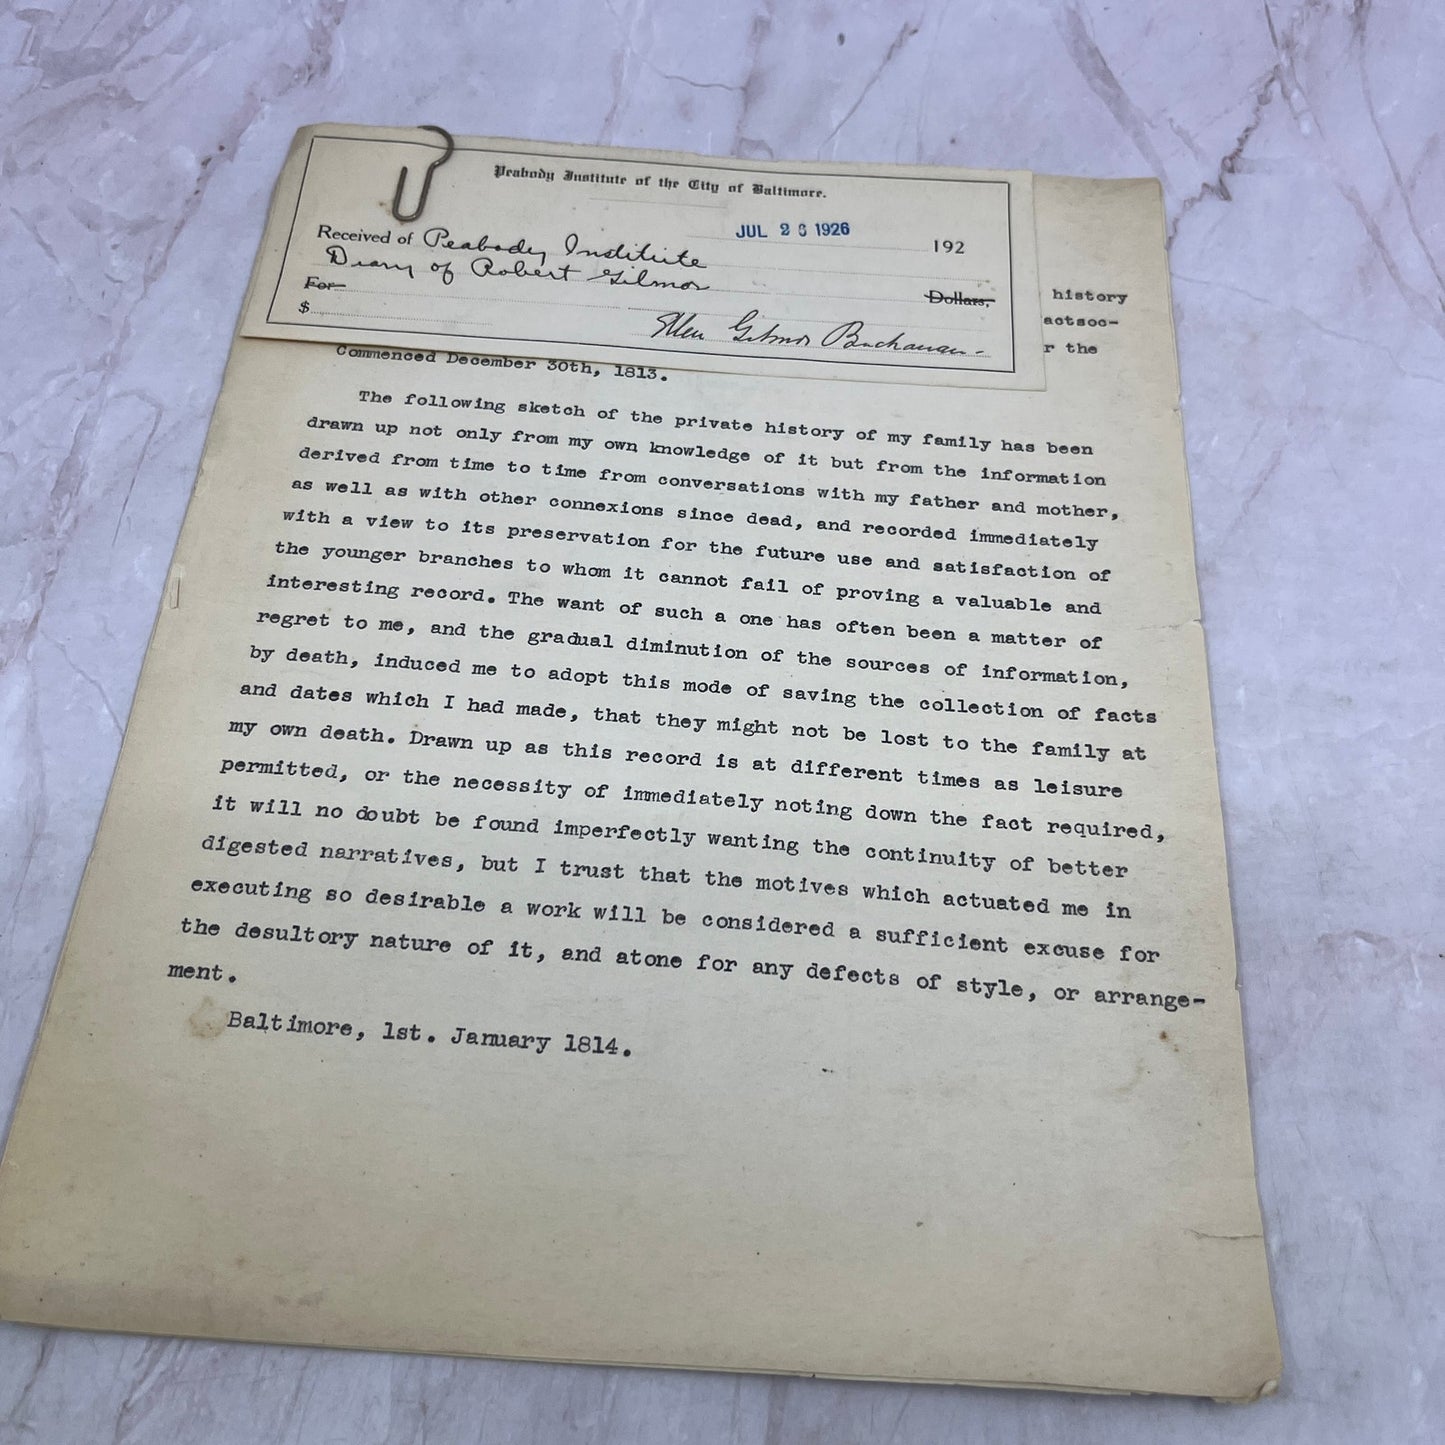 Peabody Institute of the City of Baltimore.
JUL 26 1926 192
Received of Peabody Institute
Diary of Robert Gilmor
For Dollars,
$
Ellen Gilmor Buchanan -
history
actsoc-
r the
Commenced December 30th, 1813.
The following sketch of the private history of my family has been
drawn up not only from my own knowledge of it but from the information
derived from time to time from conversations with my father and mother,
as well as with other connexions since dead, and recorded immediately
with a view to its preservation for the future use and satisfaction of
the younger branches to whom it cannot fail of proving a valuable and
interesting record. The want of such a one has often been a matter of
regret to me, and the gradual diminution of the sources of information,
by death, induced me to adopt this mode of saving the collection of facts
and dates which I had made, that they might not be lost to the family at
my own death. Drawn up as this record is at different times as leisure
permitted, or the necessity of immediately noting down the fact required,
it will no doubt be found imperfectly wanting the continuity of better
digested narratives, but I trust that the motives which actuated me in
executing so desirable a work will be considered a sufficient excuse for
the desultory nature of it, and atone for any defects of style, or arrange-
ment.
Baltimore, 1st. January 1814.